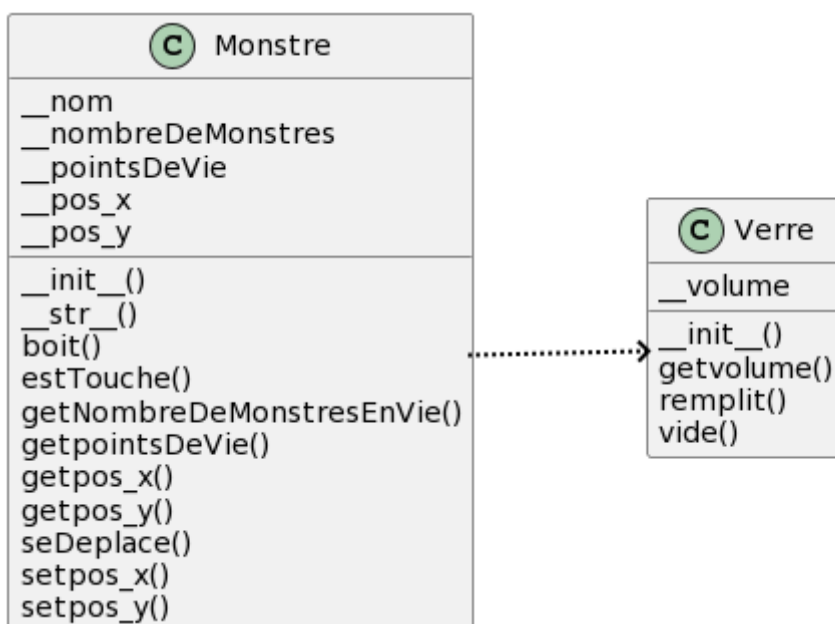 C Monstre
__nom
__nombreDeMonstres
__pointsDeVie
__pos_x
__pos_y
__init__()
__str__()
boit()
estTouche()
getNombreDeMonstresEnVie()
getpointsDeVie()
getpos_x()
getpos_y()
seDeplace()
setpos_x()
setpos_y()
C Verre
__volume
__init__()
getvolume()
remplit()
vide()